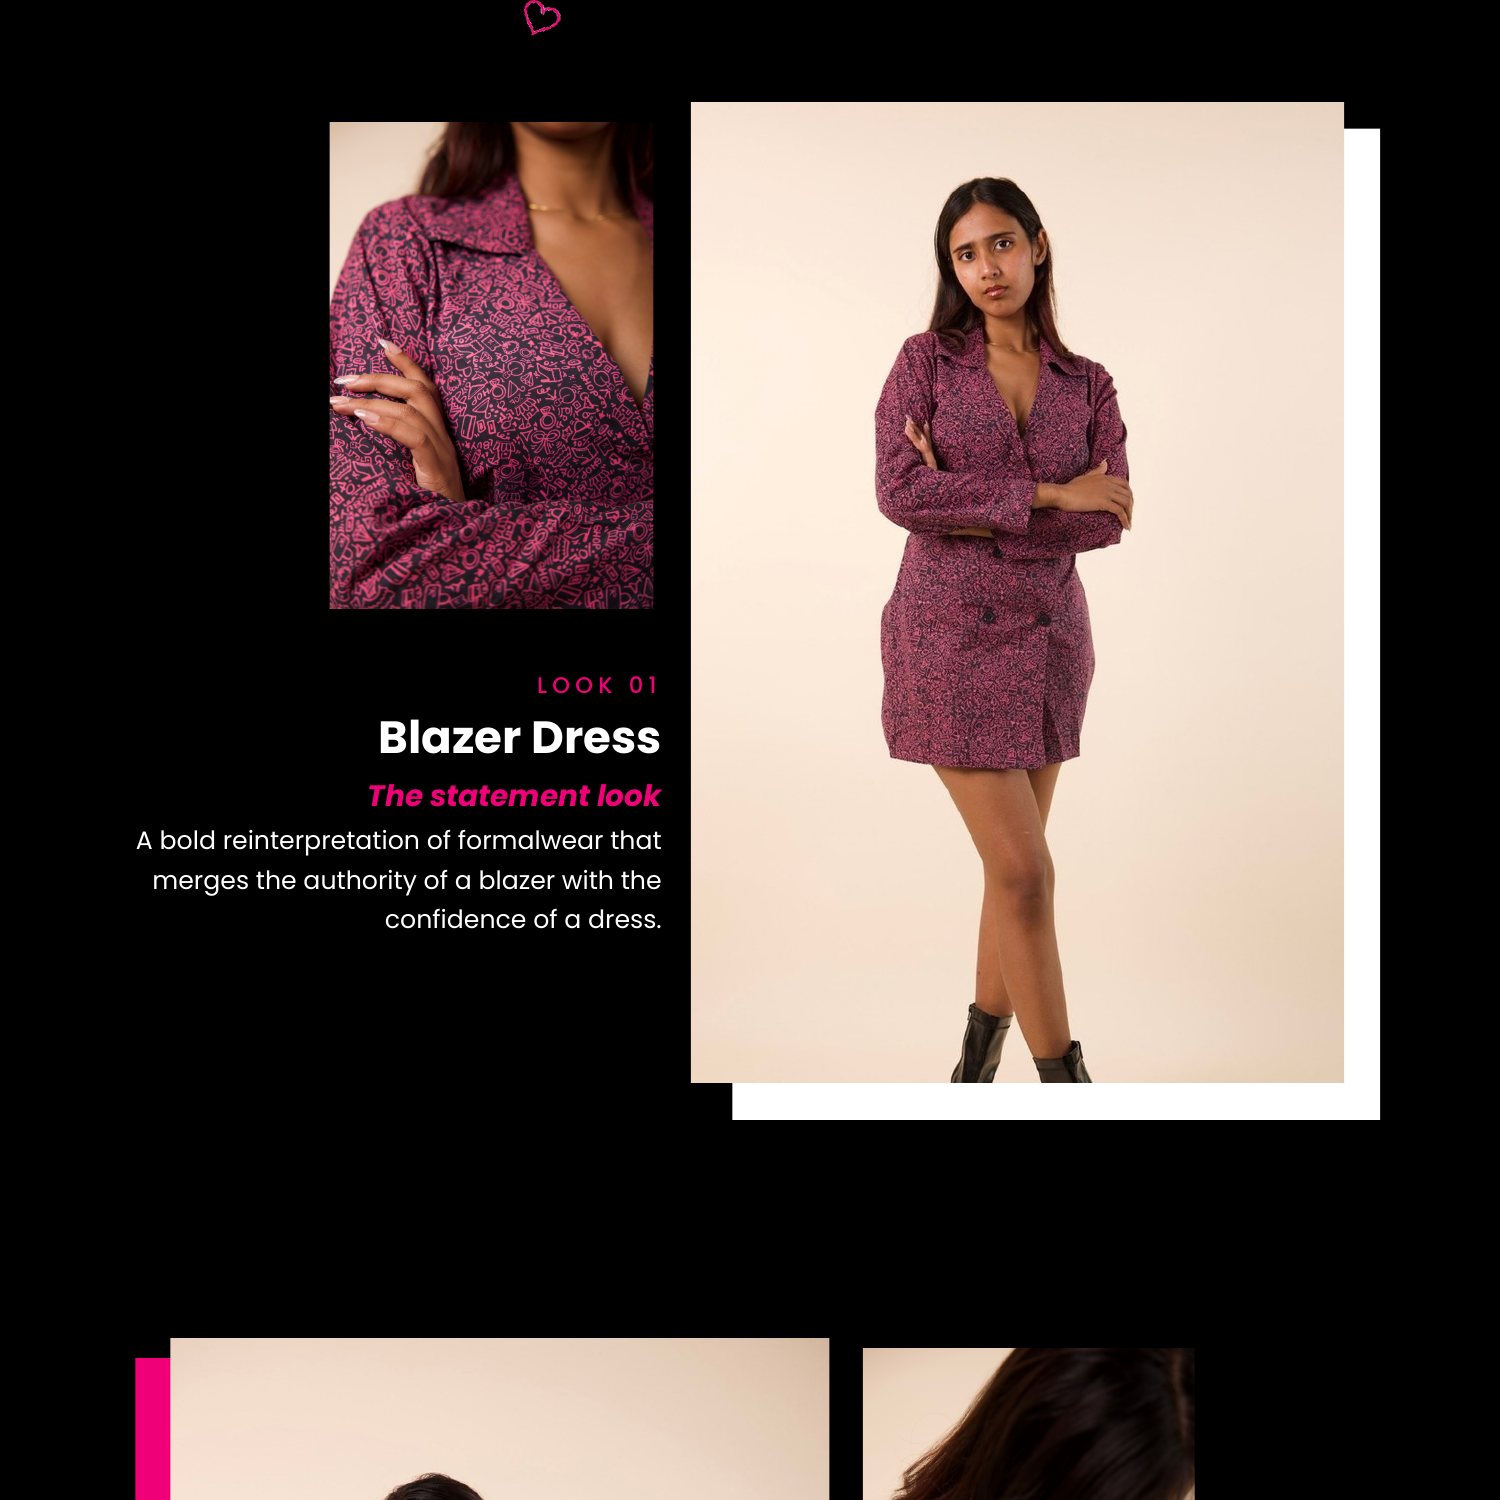 LOOK 01
Blazer Dress
The statement look
A bold reinterpretation of formalwear that
merges the authority of a blazer with the
confidence of a dress.